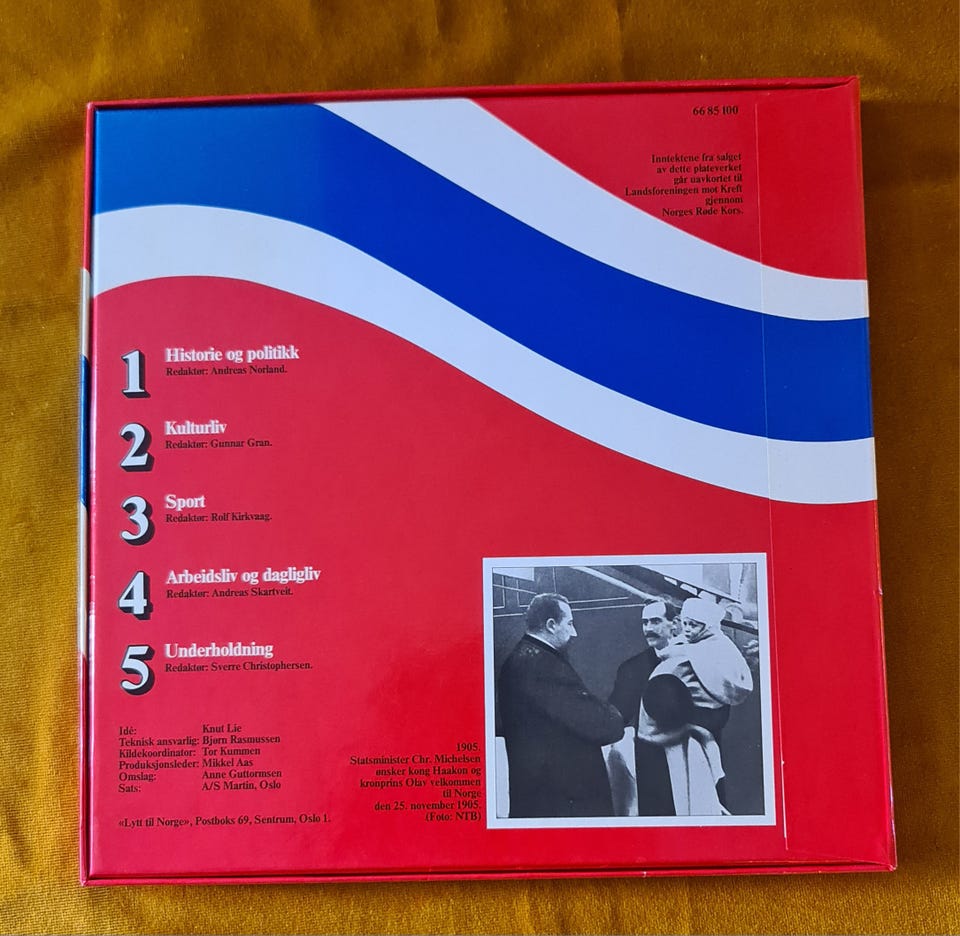 66 85 100
Inntektene fra salget
av dette plateverket
går uavkortet til
Landsforeningen mot Kreft
gjennom
Norges Røde Kors.
1 Historie og politikk
Redaktør: Andreas Norland.
2 Kulturliv
Redaktør: Gunnar Gran.
3 Sport
Redaktør: Rolf Kirkvaag.
4 Arbeidsliv og dagligliv
Redaktør: Andreas Skartveit.
5 Underholdning
Redaktør: Sverre Christophersen.
Idé: Knut Lie
Teknisk ansvarlig: Bjørn Rasmussen
Kildekoordinator: Tor Kummen
Produksjonsleder: Mikkel Aas
Omslag: Anne Guttormsen
Sats: A/S Martin, Oslo
«Lytt til Norge», Postboks 69, Sentrum, Oslo 1.
1905.
Statsminister Chr. Michelsen
ønsker kong Haakon og
kronprins Olav velkommen
til Norge
den 25. november 1905.
(Foto: NTB)